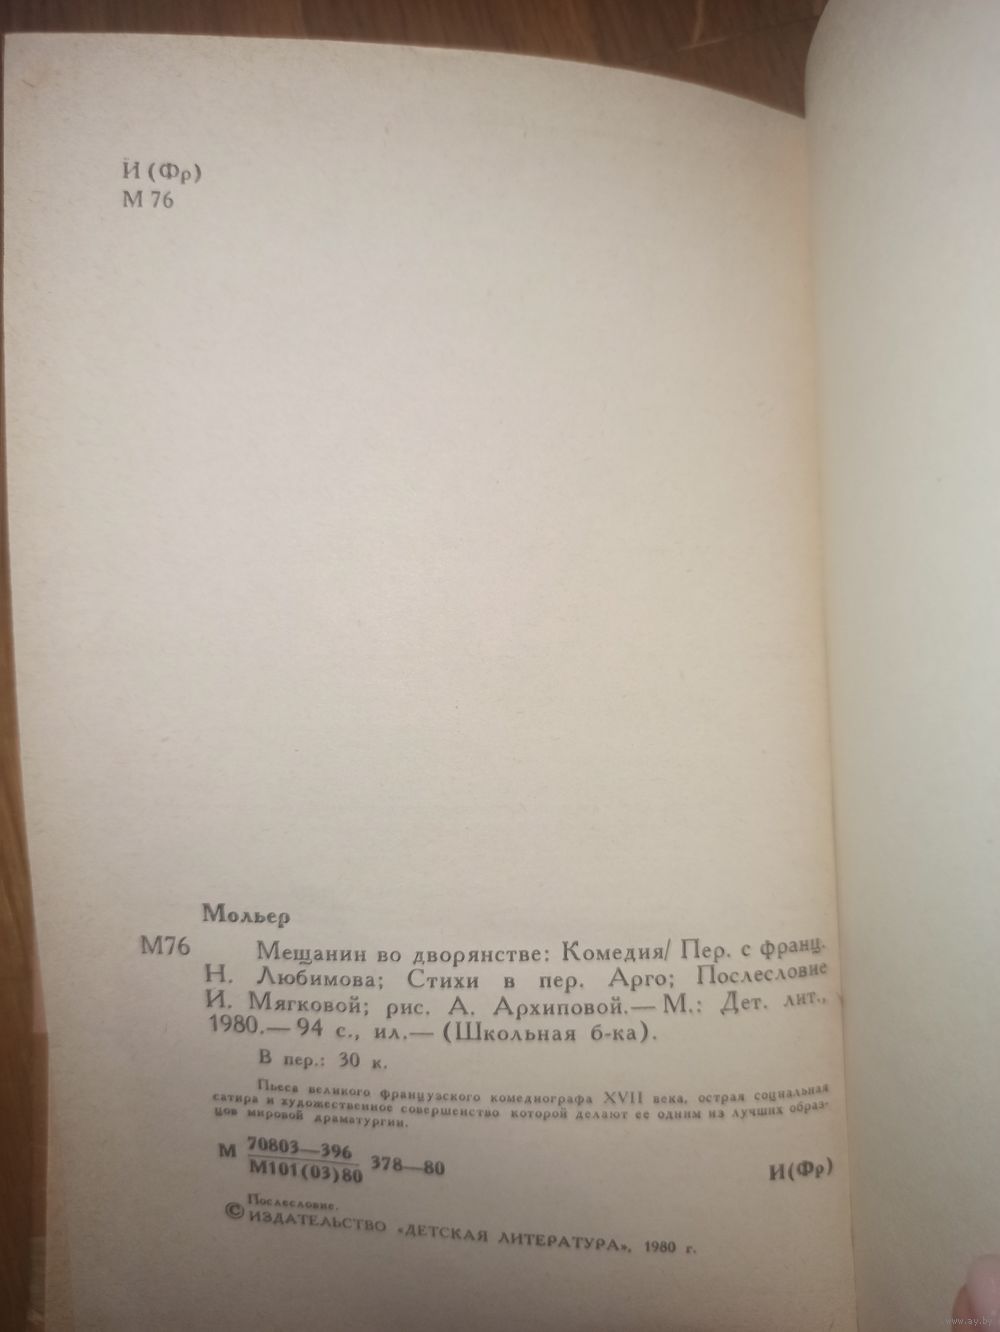 И (Фр)
М 76
Мольер
М76 Мещанин во дворянстве: Комедия/ Пер. с франц.
Н. Любимова; Стихи в пер. Арго; Послесловие
И. Мягковой; рис. А. Архиповой.— М.: Дет. лит.,
1980.— 94 с., ил.— (Школьная б-ка).
В пер.: 30 к.
Пьеса великого французского комедиографа XVII века, острая социальная
сатира и художественное совершенство которой делают ее одним из лучших образ-
цов мировой драматургии.
М 70803—396
М101(03)80 378—80
И(Фр)
Послесловие.
© ИЗДАТЕЛЬСТВО «ДЕТСКАЯ ЛИТЕРАТУРА», 1980 г.
www.ay.by